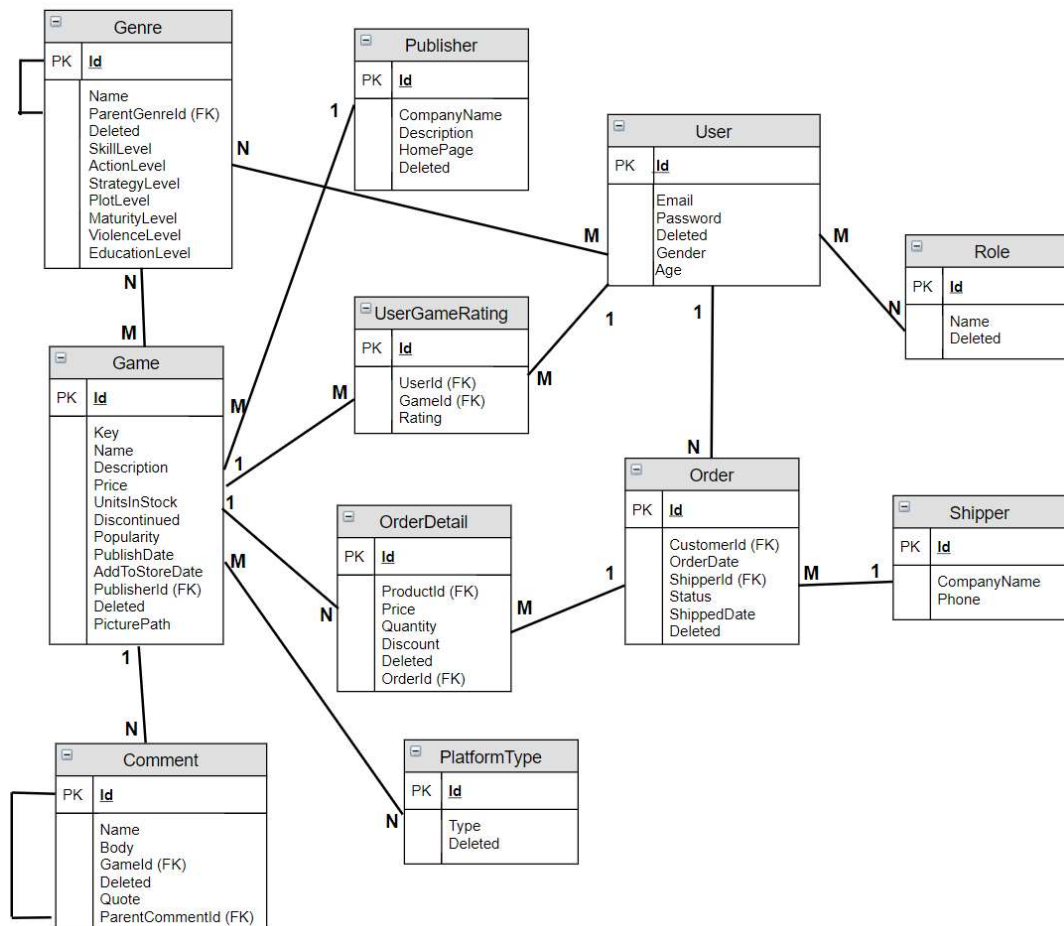 Genre
PK Id
Name
ParentGenreId (FK)
Deleted
SkillLevel
ActionLevel
StrategyLevel
PlotLevel
MaturityLevel
ViolenceLevel
EducationLevel
N
N
M
Publisher
PK Id
CompanyName
Description
HomePage
Deleted
1
M
User
PK Id
Email
Password
Deleted
Gender
Age
M
M
1
1
Role
PK Id
Name
Deleted
N
UserGameRating
PK Id
UserId (FK)
GameId (FK)
Rating
M
M
Game
PK Id
Key
Name
Description
Price
UnitsInStock
Discontinued
Popularity
PublishDate
AddToStoreDate
PublisherId (FK)
Deleted
PicturePath
1
1
M
1
OrderDetail
PK Id
ProductId (FK)
Price
Quantity
Discount
Deleted
OrderId (FK)
N
M
1
N
Order
PK Id
CustomerId (FK)
OrderDate
ShipperId (FK)
Status
ShippedDate
Deleted
M
1
Shipper
PK Id
CompanyName
Phone
N
Comment
PK Id
Name
Body
GameId (FK)
Deleted
Quote
ParentCommentId (FK)
PlatformType
PK Id
Type
Deleted
N